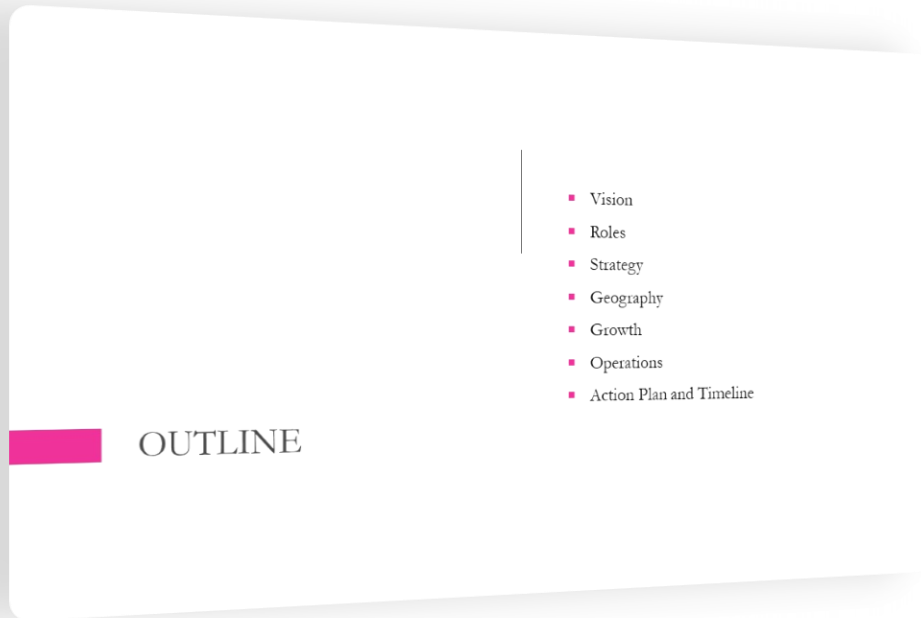 OUTLINE
Vision
Roles
Strategy
Geography
Growth
Operations
Action Plan and Timeline